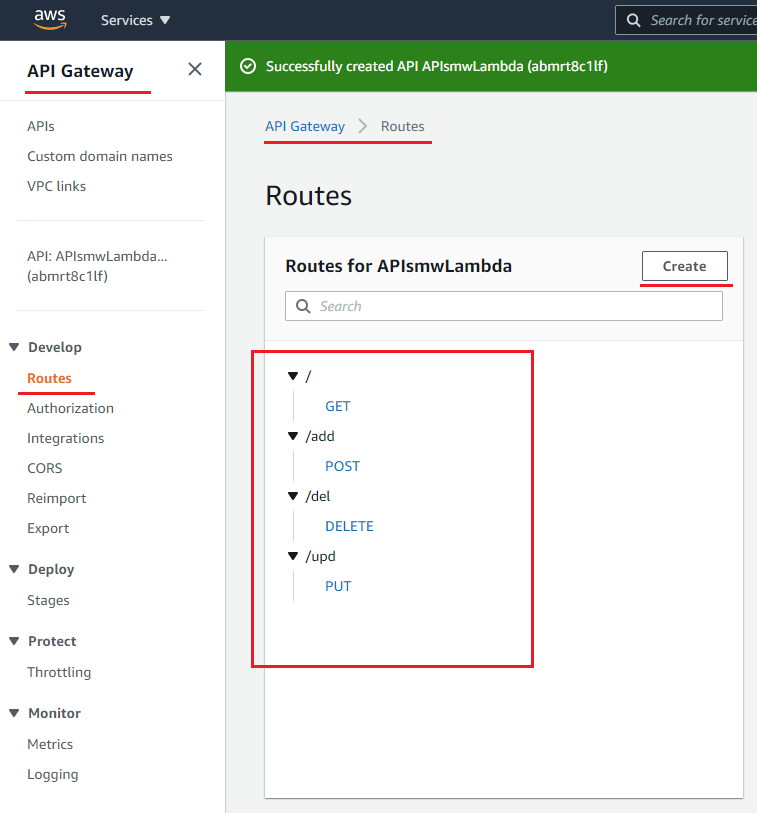 aws
Services
Search for service
API Gateway
Successfully created API APIsmwLambda (abmrt8c1lf)
APIs
Custom domain names
VPC links
API: APIsmwLambda...
(abmrt8c1lf)
Develop
Routes
Authorization
Integrations
CORS
Reimport
Export
Deploy
Stages
Protect
Throttling
Monitor
Metrics
Logging
API Gateway > Routes
Routes
Routes for APIsmwLambda
Create
Search
/
GET
/add
POST
/del
DELETE
/upd
PUT